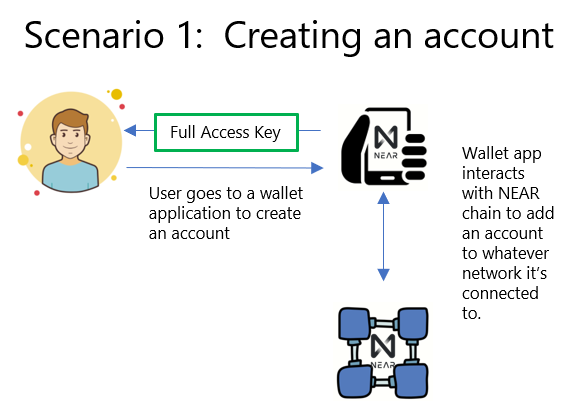 Scenario 1:  Creating an account
Full Access Key
NEAR
User goes to a wallet
application to create
an account
Wallet app
interacts
with NEAR
chain to add
an account
to whatever
network it's
connected
to.
NEAR